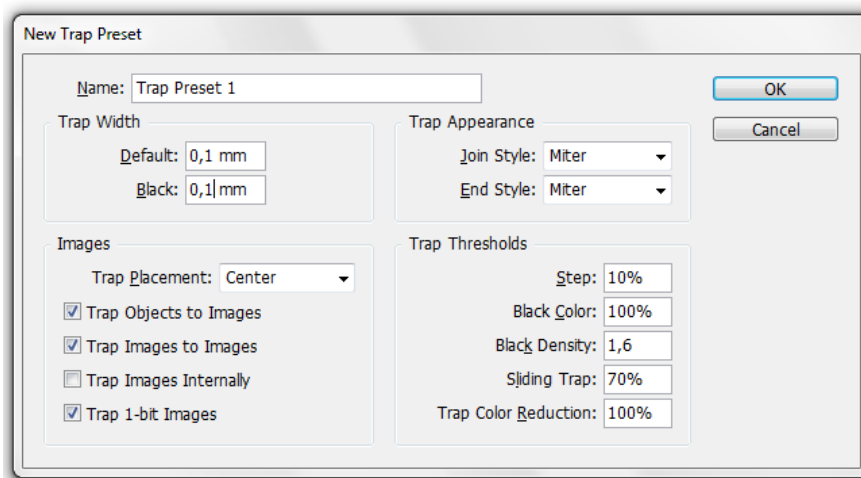 New Trap Preset
Name: Trap Preset 1
OK
Cancel
Trap Width
Default: 0,1 mm
Black: 0,1 mm
Trap Appearance
Join Style: Miter
End Style: Miter
Images
Trap Placement: Center
Trap Objects to Images
Trap Images to Images
Trap Images Internally
Trap 1-bit Images
Trap Thresholds
Step: 10%
Black Color: 100%
Black Density: 1,6
Sliding Trap: 70%
Trap Color Reduction: 100%